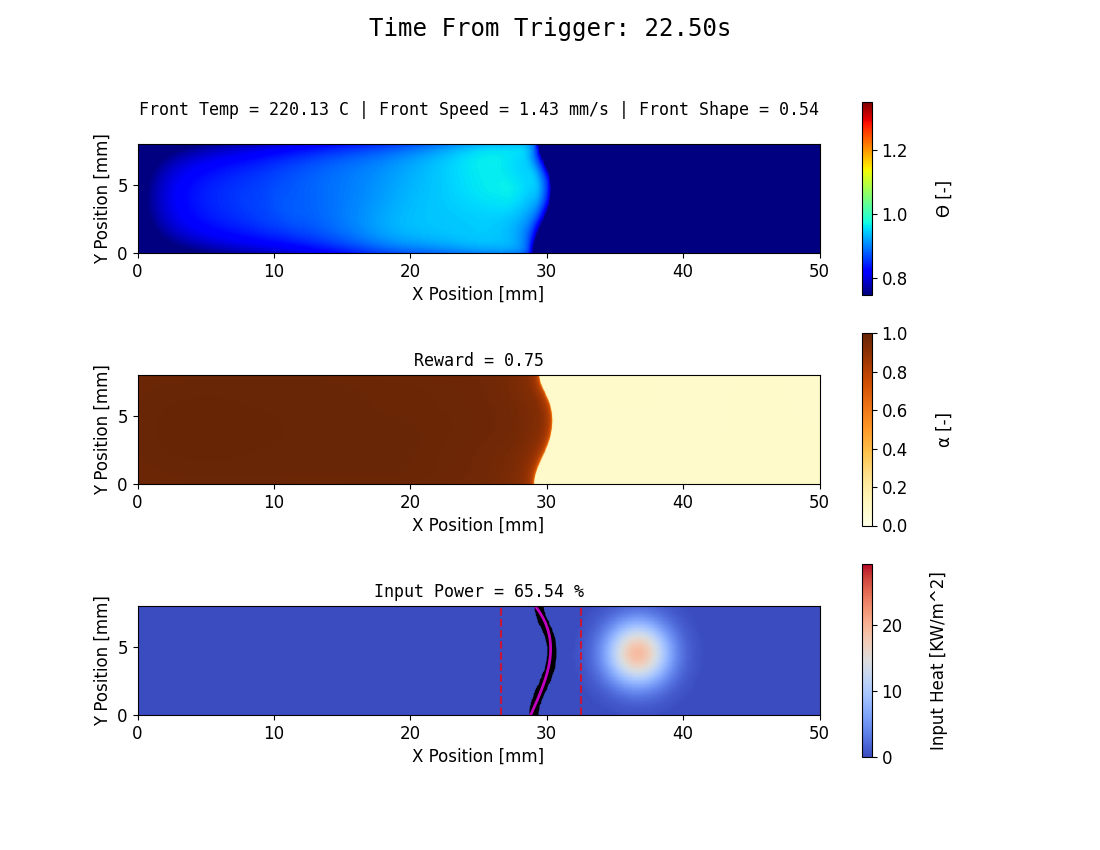 Time From Trigger: 22.50s
Front Temp = 220.13 C | Front Speed = 1.43 mm/s | Front Shape = 0.54
Y Position [mm]
5
0
0 10 20 30 40 50
X Position [mm]
1.2
1.0
0.8
Θ [-]
Reward = 0.75
Y Position [mm]
5
0
0 10 20 30 40 50
X Position [mm]
1.0
0.8
0.6
0.4
0.2
0.0
α [-]
Input Power = 65.54 %
Y Position [mm]
5
0
0 10 20 30 40 50
X Position [mm]
20
10
0
Input Heat [KW/m^2]